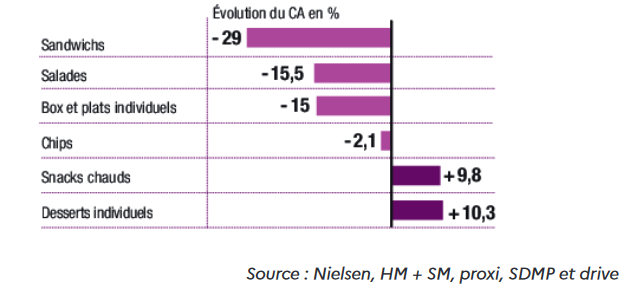 Évolution du CA en %
Sandwichs - 29
Salades - 15,5
Box et plats individuels - 15
Chips - 2,1
Snacks chauds + 9,8
Desserts individuels + 10,3
Source : Nielsen, HM + SM, proxi, SDMP et drive